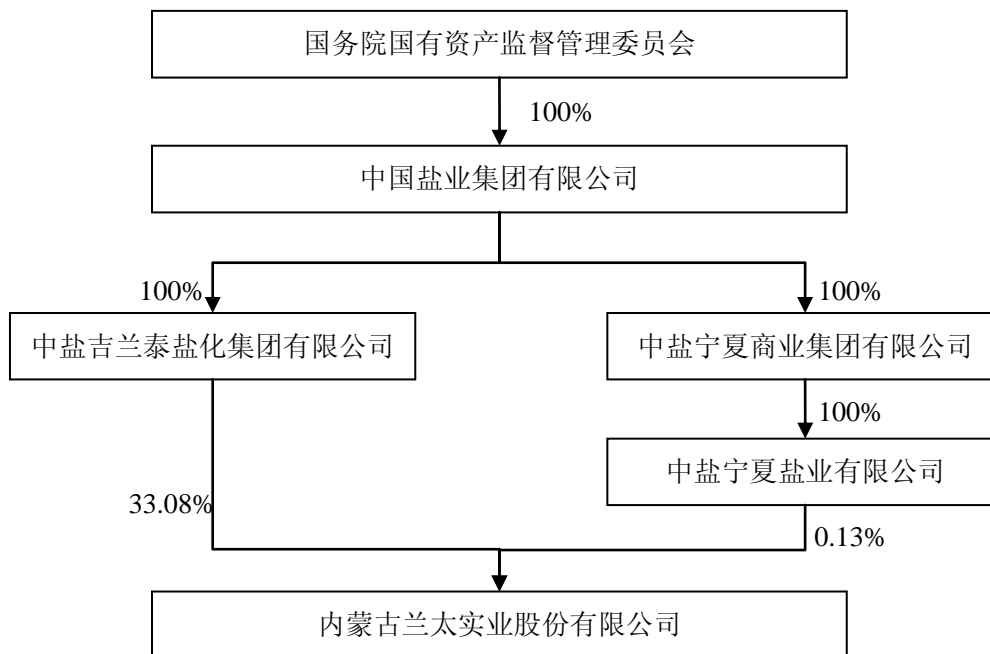 国务院国有资产监督管理委员会
100%
中国盐业集团有限公司
100%
100%
中盐吉兰泰盐化集团有限公司
中盐宁夏商业集团有限公司
100%
中盐宁夏盐业有限公司
33.08%
0.13%
内蒙古兰太实业股份有限公司